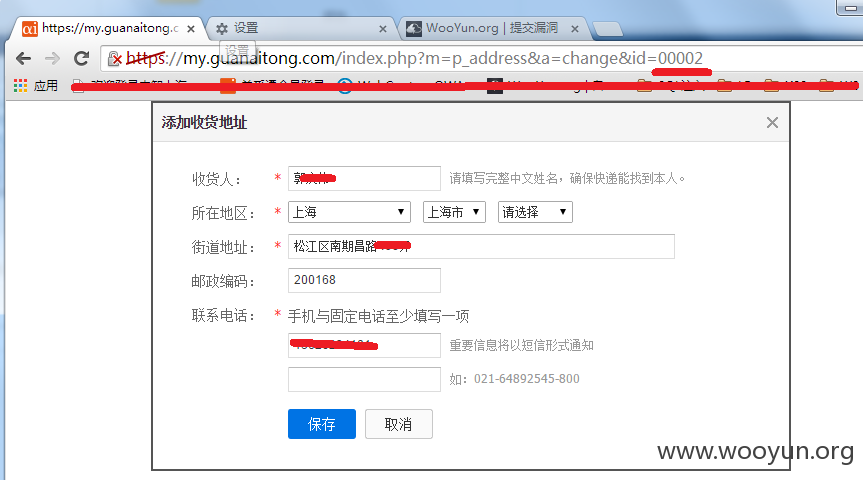 https://my.guanaitong.c
设置
WooYun.org | 提交漏洞
设置
https://my.guanaitong.com/index.php?m=p_address&a=change&id=00002
应用
添加收货地址
收货人： * 请填写完整中文姓名，确保快递能找到本人。
所在地区： * 上海 上海市 请选择
街道地址： * 松江区南期昌路
邮政编码： 200168
联系电话： * 手机与固定电话至少填写一项
重要信息将以短信形式通知
如：021-64892545-800
保存 取消
www.wooyun.org